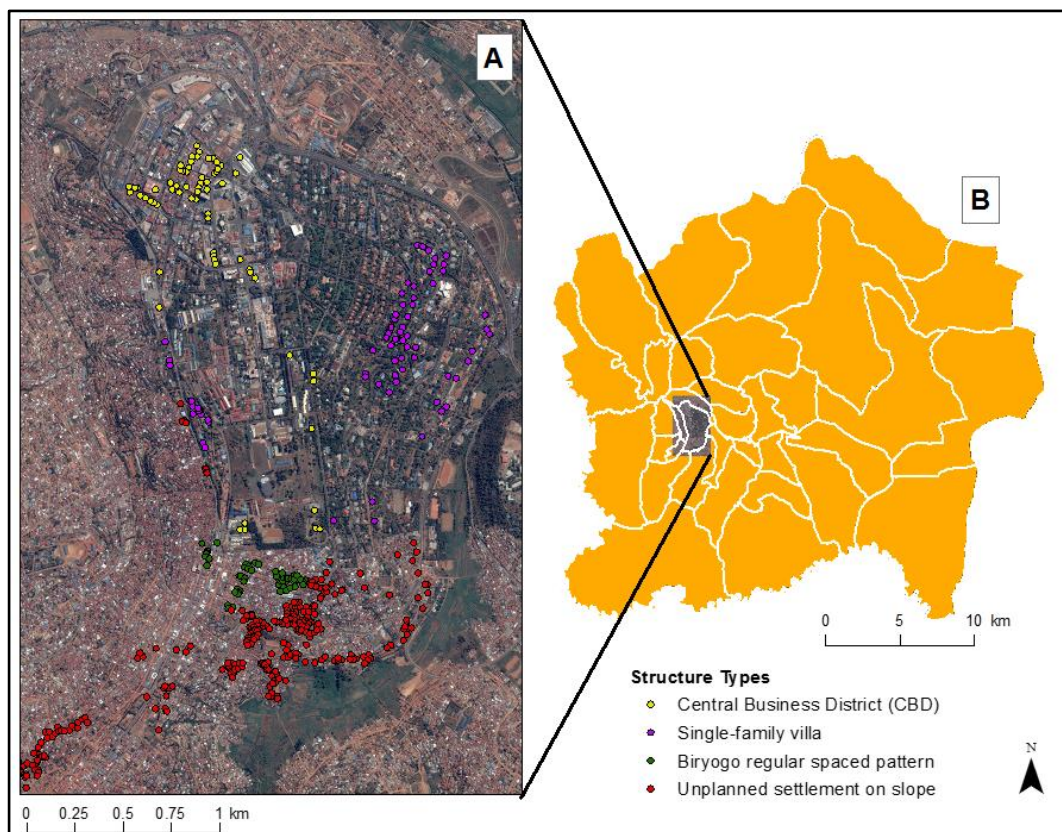 A
B
0 5 10 km
Structure Types
Central Business District (CBD)
Single-family villa
Biryogo regular spaced pattern
Unplanned settlement on slope
N
0 0.25 0.5 0.75 1 km